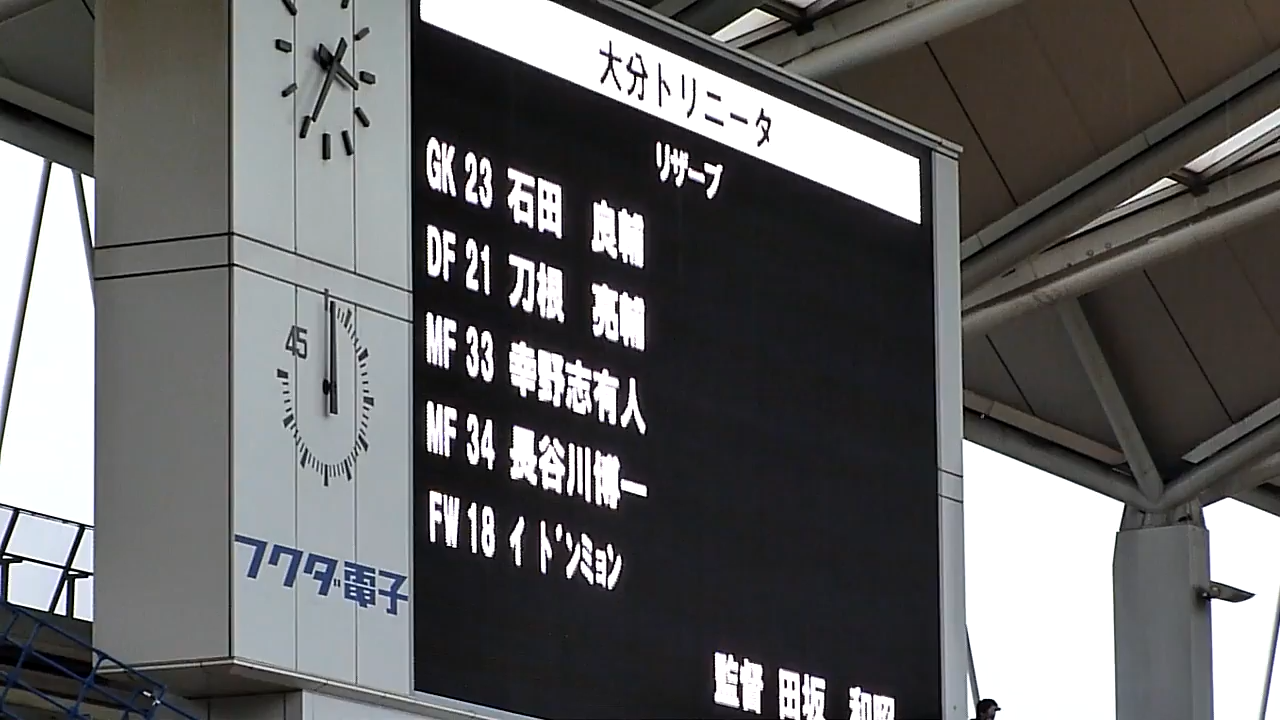 大分トリニータ
リザーブ
GK 23 石田 良輔
DF 21 刀根 亮輔
MF 33 幸野志有人
MF 34 長谷川博一
FW 18 イ ドンミョン
監督 田坂 和昭
45
フクダ電子